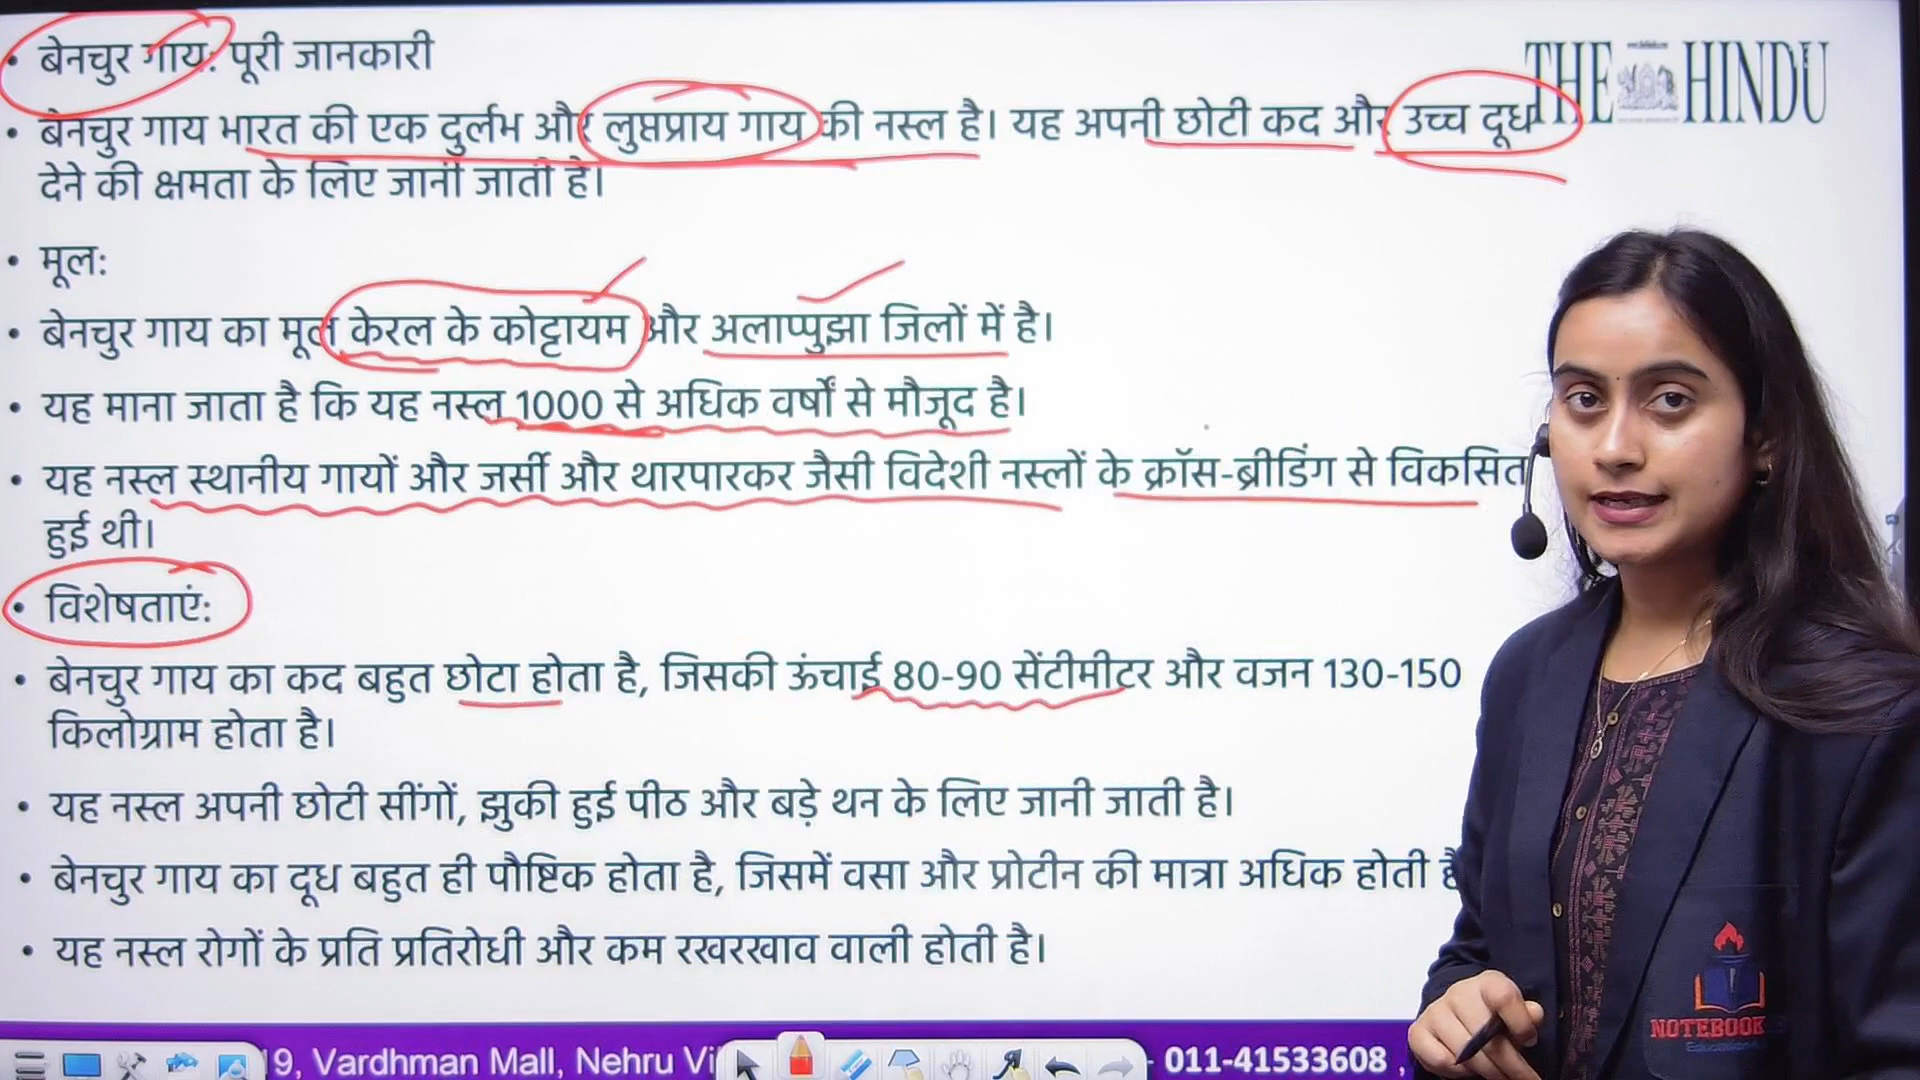 • बेनचुर गाय: पूरी जानकारी
THE HINDU
• बेनचुर गाय भारत की एक दुर्लभ और लुप्तप्राय गाय की नस्ल है। यह अपनी छोटी कद और उच्च दूध
देने की क्षमता के लिए जानी जाती है।
• मूल:
• बेनचुर गाय का मूल केरल के कोट्टायम और अलाप्पुझा जिलों में है।
• यह माना जाता है कि यह नस्ल 1000 से अधिक वर्षों से मौजूद है।
• यह नस्ल स्थानीय गायों और जर्सी और थारपारकर जैसी विदेशी नस्लों के क्रॉस-ब्रीडिंग से विकसित
हुई थी।
• विशेषताएं:
• बेनचुर गाय का कद बहुत छोटा होता है, जिसकी ऊंचाई 80-90 सेंटीमीटर और वजन 130-150
किलोग्राम होता है।
• यह नस्ल अपनी छोटी सींगों, झुकी हुई पीठ और बड़े थन के लिए जानी जाती है।
• बेनचुर गाय का दूध बहुत ही पौष्टिक होता है, जिसमें वसा और प्रोटीन की मात्रा अधिक होती है
• यह नस्ल रोगों के प्रति प्रतिरोधी और कम रखरखाव वाली होती है।
NOTEBOOK
19, Vardhman Mall, Nehru Vi
- 011-41533608 ,